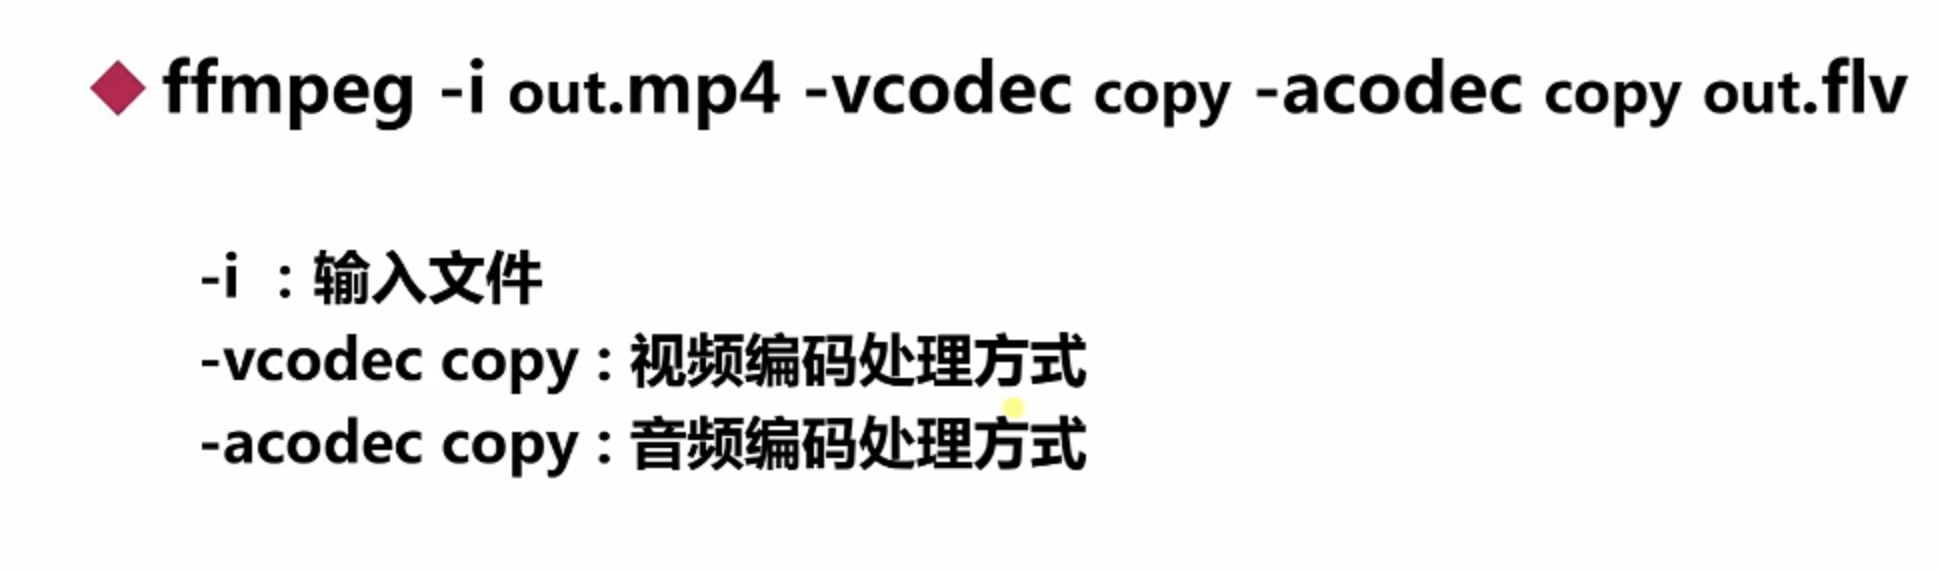 ffmpeg -i out.mp4 -vcodec copy -acodec copy out.flv
-i ：输入文件
-vcodec copy : 视频编码处理方式
-acodec copy : 音频编码处理方式